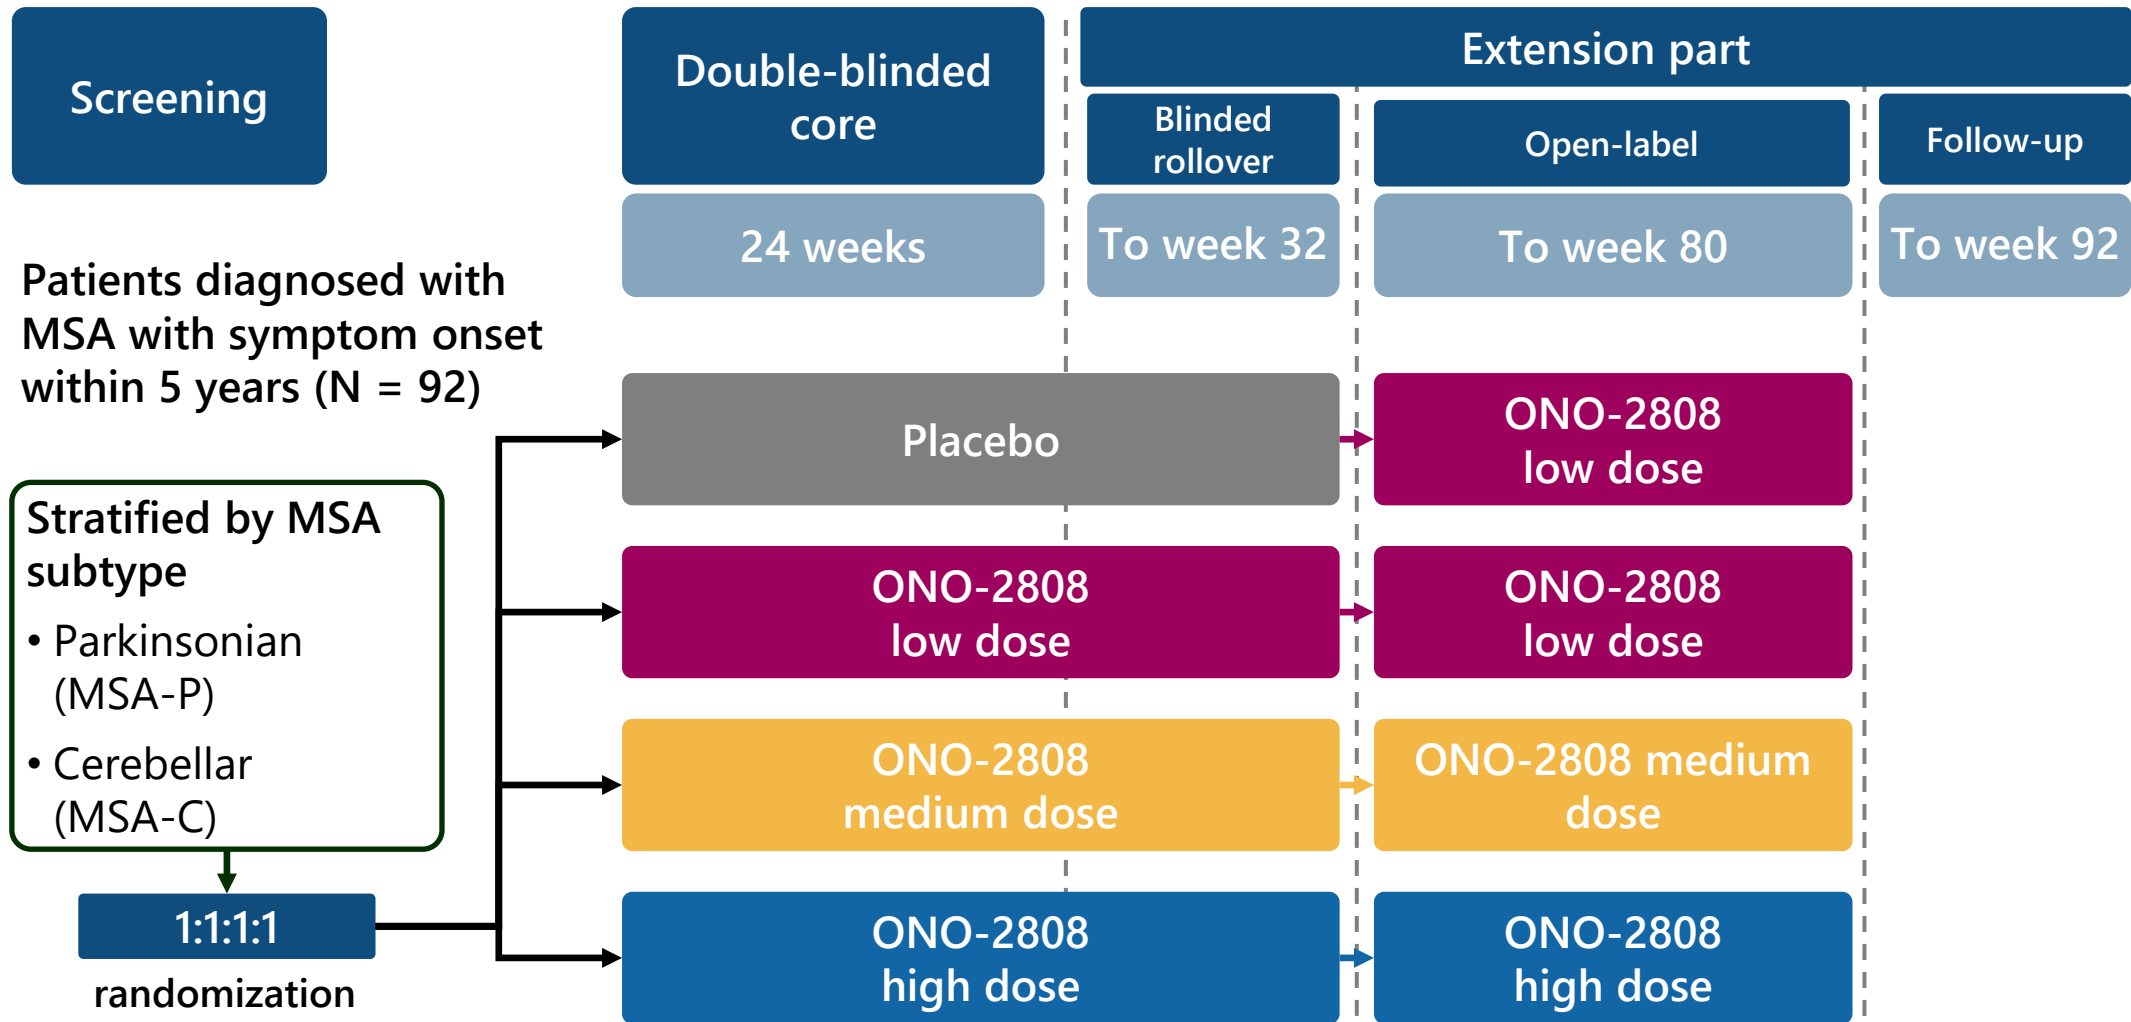 Screening
Double-blinded
core
Extension part
Blinded
rollover
Open-label
Follow-up
24 weeks
To week 32
To week 80
To week 92
Patients diagnosed with
MSA with symptom onset
within 5 years (N = 92)
Stratified by MSA
subtype
• Parkinsonian
(MSA-P)
• Cerebellar
(MSA-C)
1:1:1:1
randomization
Placebo
ONO-2808
low dose
ONO-2808
low dose
ONO-2808
low dose
ONO-2808
medium dose
ONO-2808 medium
dose
ONO-2808
high dose
ONO-2808
high dose